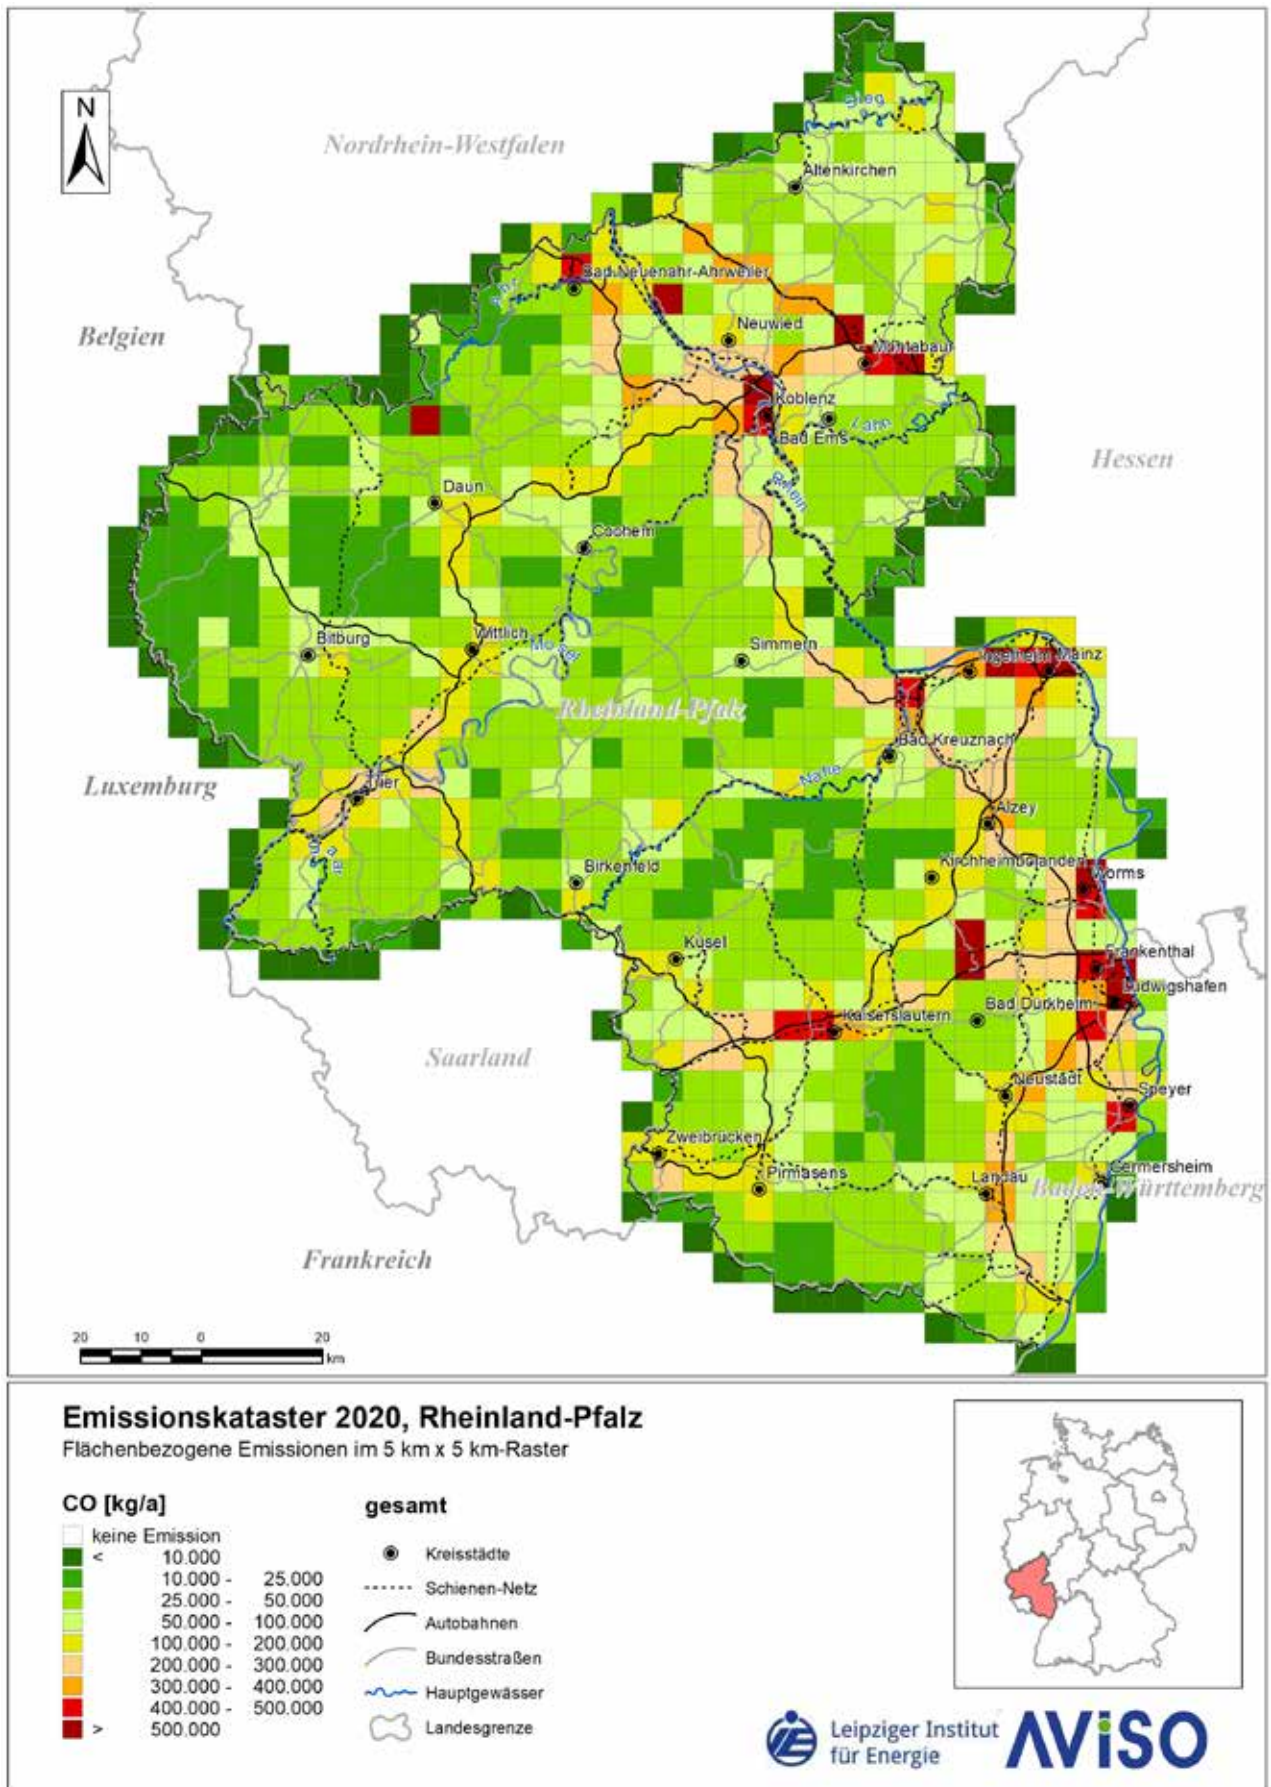 N
Nordrhein-Westfalen
Sieg
Altenkirchen
Bad Neuenahr-Ahrweiler
Ahr
Belgien
Neuwied
Montabaur
Koblenz
Lahn
Bad Ems
Hessen
Rhein
Daun
Cochem
Bitburg
Wittlich
Mosel
Simmern
Ingelheim
Mainz
Rheinland-Pfalz
Bad Kreuznach
Luxemburg
Trier
Nahe
Alzey
Saar
Birkenfeld
Kirchheimbolanden
Worms
Kusel
Frankenthal
Ludwigshafen
Kaiserslautern
Bad Dürkheim
Saarland
Neustadt
Speyer
Zweibrücken
Pirmasens
Landau
Germersheim
Baden-Württemberg
Frankreich
20 10 0 20
km
Emissionskataster 2020, Rheinland-Pfalz
Flächenbezogene Emissionen im 5 km x 5 km-Raster
CO [kg/a]
keine Emission
< 10.000
10.000 - 25.000
25.000 - 50.000
50.000 - 100.000
100.000 - 200.000
200.000 - 300.000
300.000 - 400.000
400.000 - 500.000
> 500.000
gesamt
Kreisstädte
Schienen-Netz
Autobahnen
Bundesstraßen
Hauptgewässer
Landesgrenze
Leipziger Institut
für Energie
AViSO